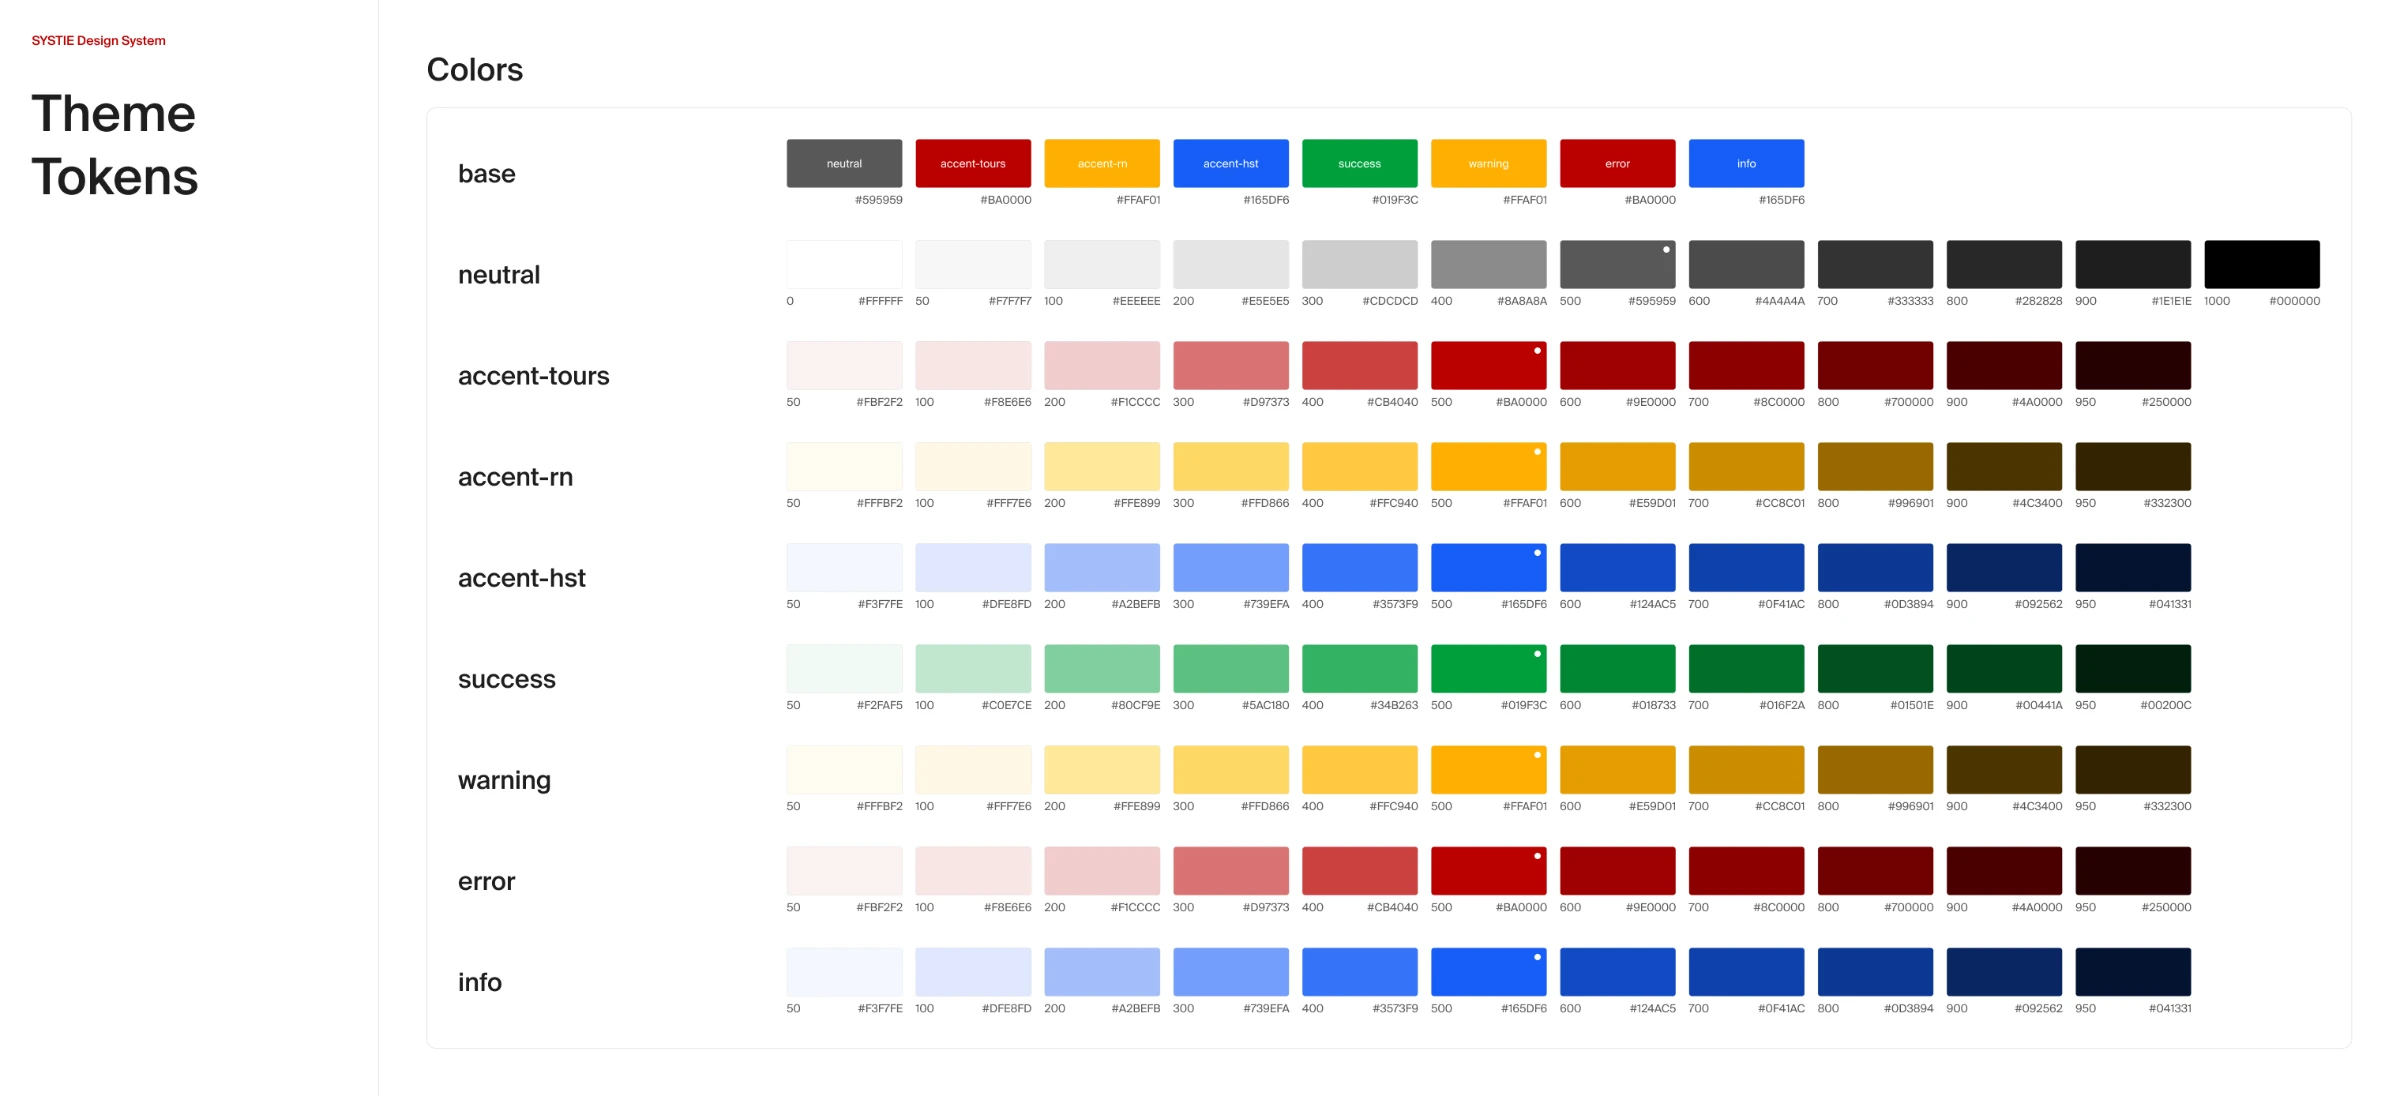 SYSTIE Design System
Theme
Tokens
Colors
base
neutral accent-tours accent-rn accent-hst success warning error info
#595959 #BA0000 #FFAF01 #165DF6 #019F3C #FFAF01 #BA0000 #165DF6
neutral
0 #FFFFFF 50 #F7F7F7 100 #EEEEEE 200 #E5E5E5 300 #CDCDCD 400 #8A8A8A 500 #595959 600 #4A4A4A 700 #333333 800 #282828 900 #1E1E1E 1000 #000000
accent-tours
50 #FBF2F2 100 #F8E6E6 200 #F1CCCC 300 #D97373 400 #CB4040 500 #BA0000 600 #9E0000 700 #8C0000 800 #700000 900 #4A0000 950 #250000
accent-rn
50 #FFFBF2 100 #FFF7E6 200 #FFE899 300 #FFD866 400 #FFC940 500 #FFAF01 600 #E59D01 700 #CC8C01 800 #996901 900 #4C3400 950 #332300
accent-hst
50 #F3F7FE 100 #DFE8FD 200 #A2BEFB 300 #739EFA 400 #3573F9 500 #165DF6 600 #124AC5 700 #0F41AC 800 #0D3894 900 #092562 950 #041331
success
50 #F2FAF5 100 #C0E7CE 200 #80CF9E 300 #5AC180 400 #34B263 500 #019F3C 600 #018733 700 #016F2A 800 #01501E 900 #00441A 950 #00200C
warning
50 #FFFBF2 100 #FFF7E6 200 #FFE899 300 #FFD866 400 #FFC940 500 #FFAF01 600 #E59D01 700 #CC8C01 800 #996901 900 #4C3400 950 #332300
error
50 #FBF2F2 100 #F8E6E6 200 #F1CCCC 300 #D97373 400 #CB4040 500 #BA0000 600 #9E0000 700 #8C0000 800 #700000 900 #4A0000 950 #250000
info
50 #F3F7FE 100 #DFE8FD 200 #A2BEFB 300 #739EFA 400 #3573F9 500 #165DF6 600 #124AC5 700 #0F41AC 800 #0D3894 900 #092562 950 #041331